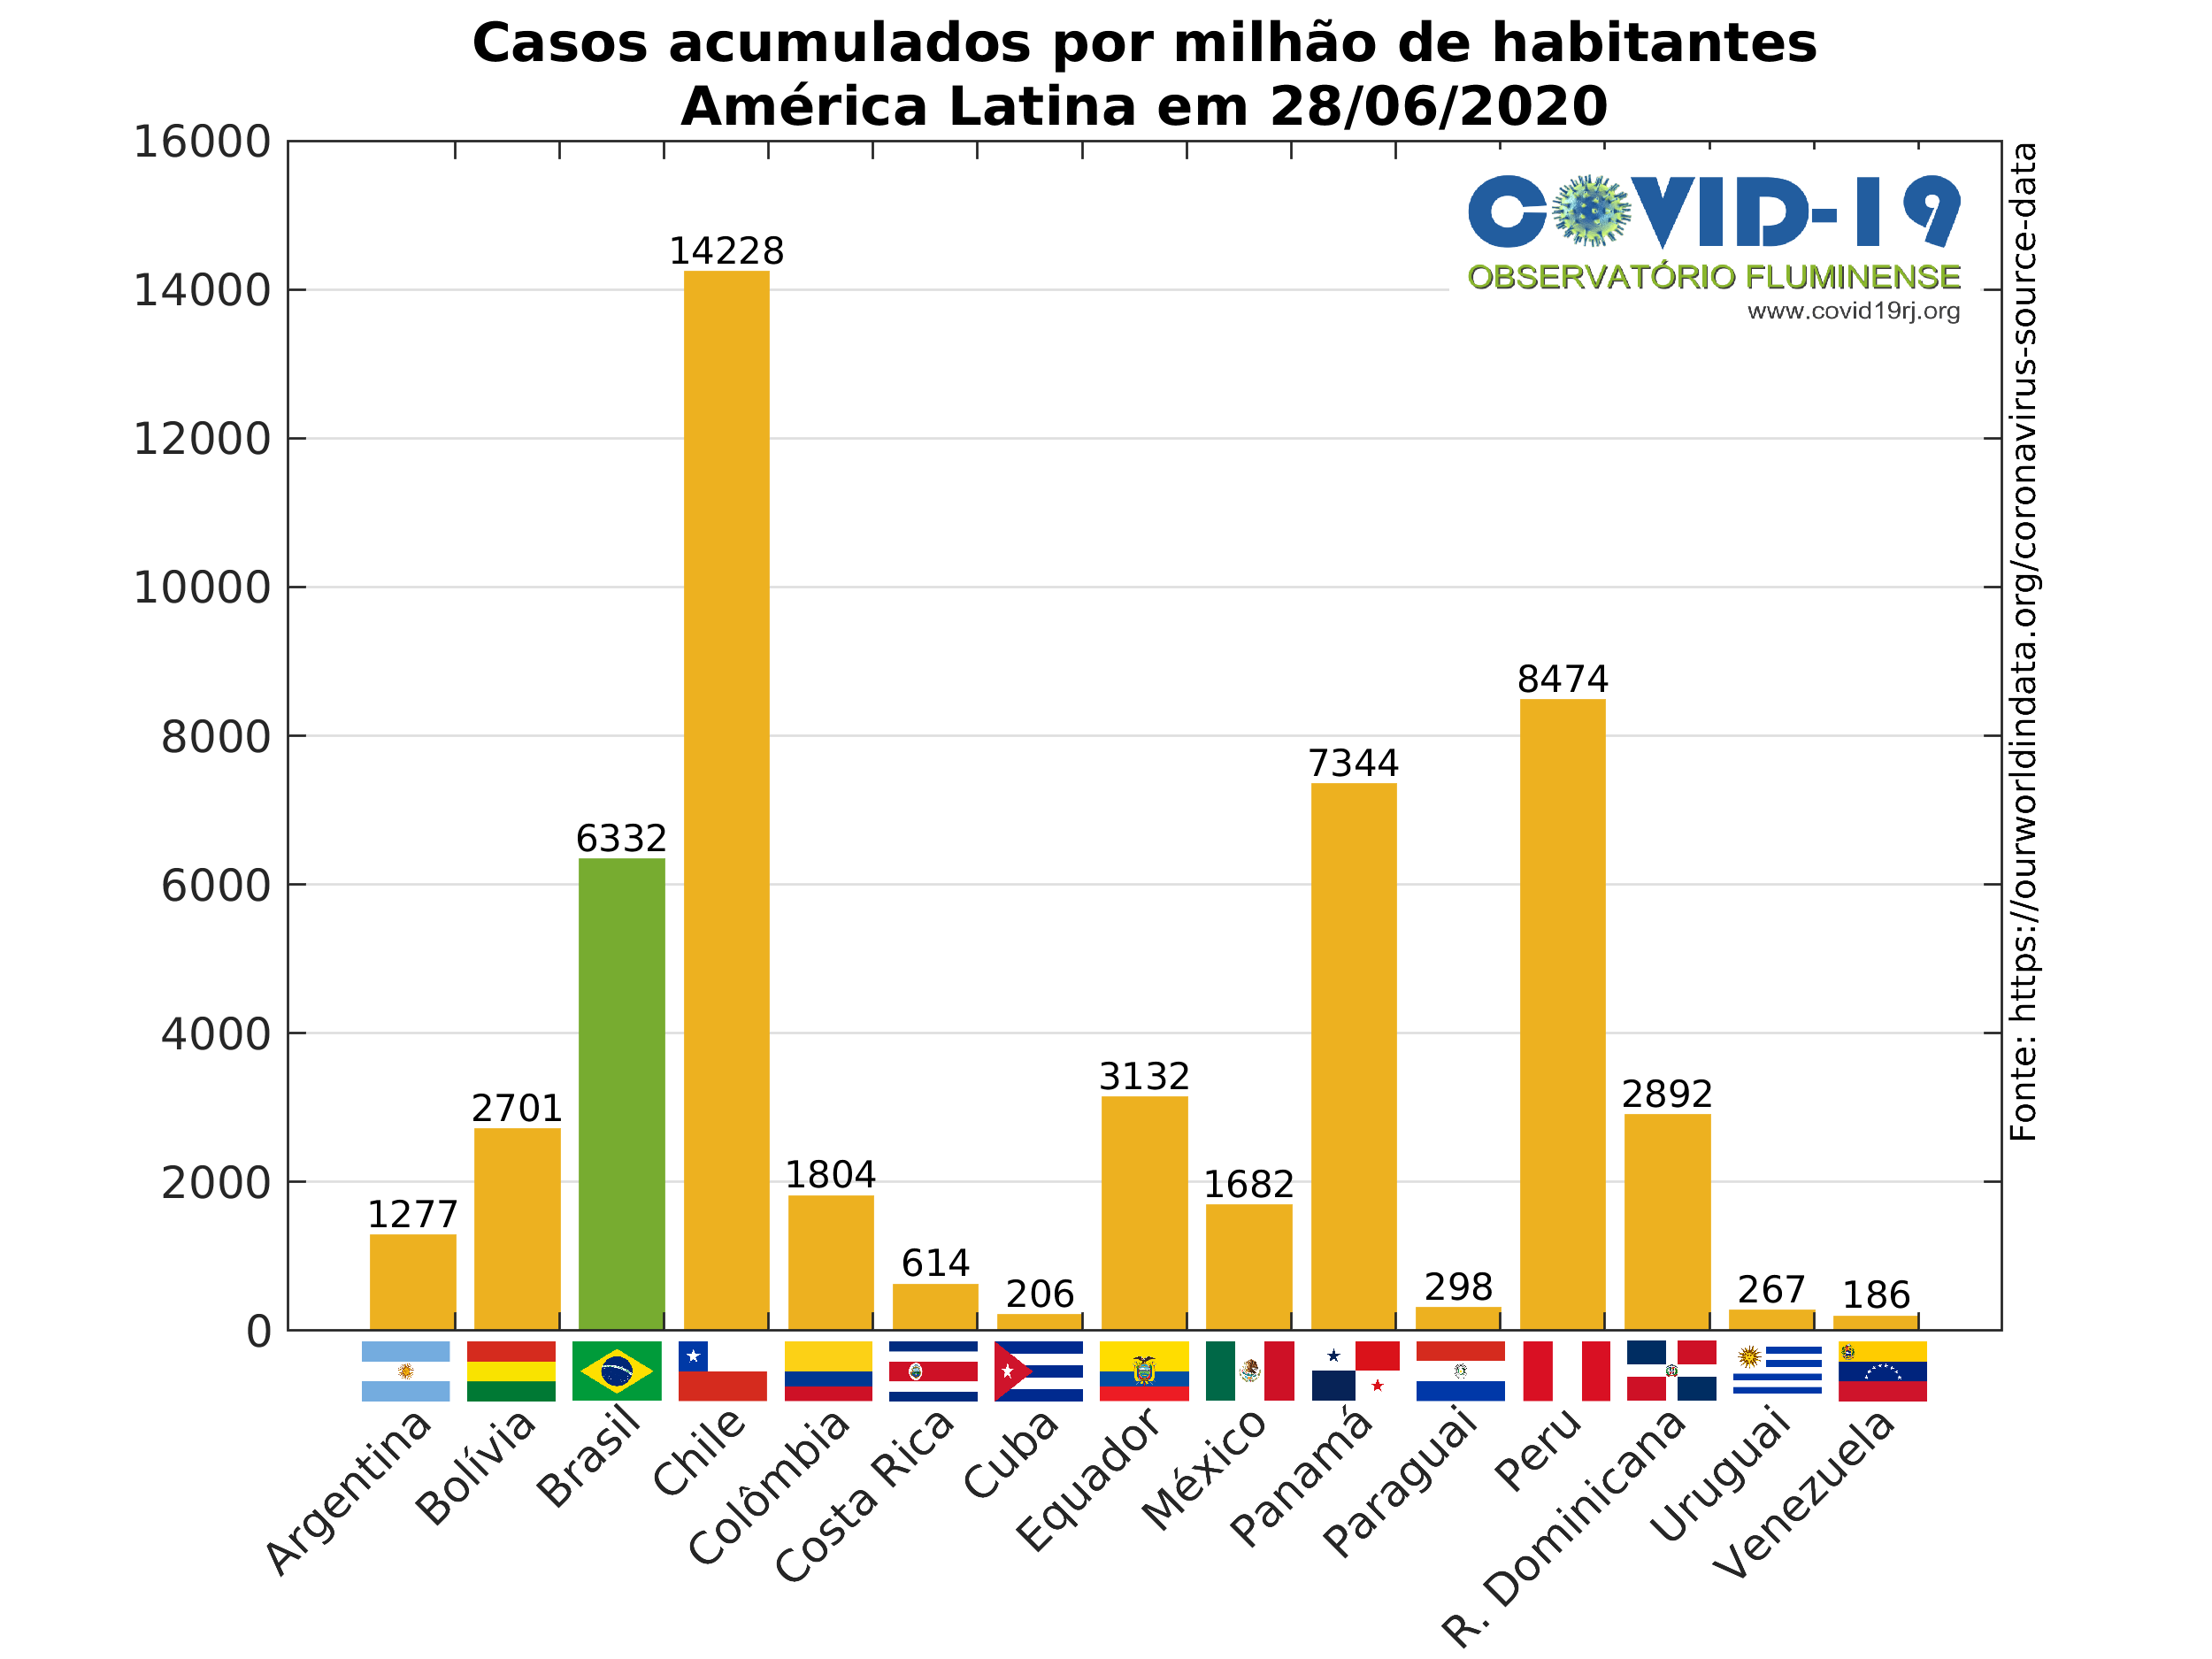 Casos acumulados por milhão de habitantes
América Latina em 28/06/2020
16000
14000
12000
10000
8000
6000
4000
2000
0
COVID-19
OBSERVATÓRIO FLUMINENSE
www.covid19rj.org
Fonte: https://ourworldindata.org/coronavirus-source-data
1277
2701
6332
14228
1804
614
206
3132
1682
7344
298
8474
2892
267
186
Argentina
Bolívia
Brasil
Chile
Colômbia
Costa Rica
Cuba
Equador
México
Panamá
Paraguai
Peru
R. Dominicana
Uruguai
Venezuela